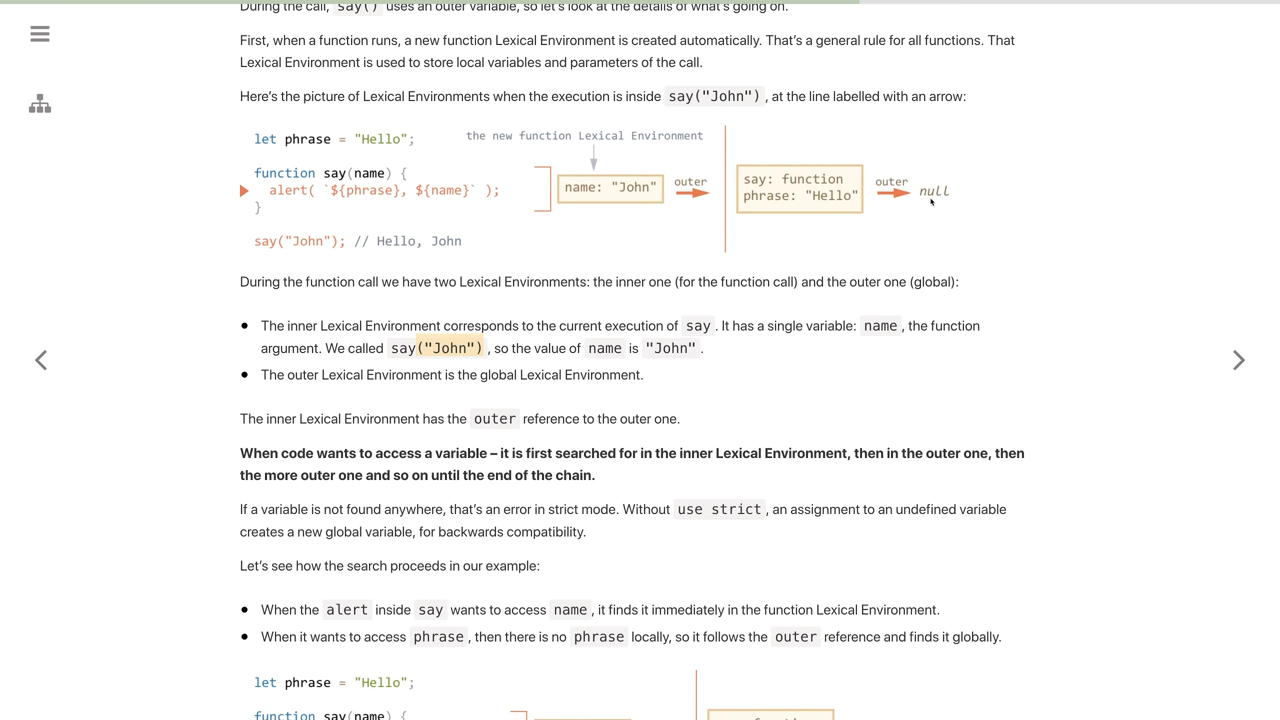 During the call, say() uses an outer variable, so let's look at the details of what's going on.
First, when a function runs, a new function Lexical Environment is created automatically. That's a general rule for all functions. That
Lexical Environment is used to store local variables and parameters of the call.
Here's the picture of Lexical Environments when the execution is inside say("John") , at the line labelled with an arrow:
let phrase = "Hello";
the new function Lexical Environment
function say(name) {
alert( `${phrase}, ${name}` );
}
say("John"); // Hello, John
name: "John"
outer
say: function
phrase: "Hello"
outer
null
During the function call we have two Lexical Environments: the inner one (for the function call) and the outer one (global):
● The inner Lexical Environment corresponds to the current execution of say . It has a single variable: name , the function
argument. We called say("John") , so the value of name is "John" .
● The outer Lexical Environment is the global Lexical Environment.
The inner Lexical Environment has the outer reference to the outer one.
When code wants to access a variable – it is first searched for in the inner Lexical Environment, then in the outer one, then
the more outer one and so on until the end of the chain.
If a variable is not found anywhere, that's an error in strict mode. Without use strict , an assignment to an undefined variable
creates a new global variable, for backwards compatibility.
Let's see how the search proceeds in our example:
● When the alert inside say wants to access name , it finds it immediately in the function Lexical Environment.
● When it wants to access phrase , then there is no phrase locally, so it follows the outer reference and finds it globally.
let phrase = "Hello";
function say(name) {